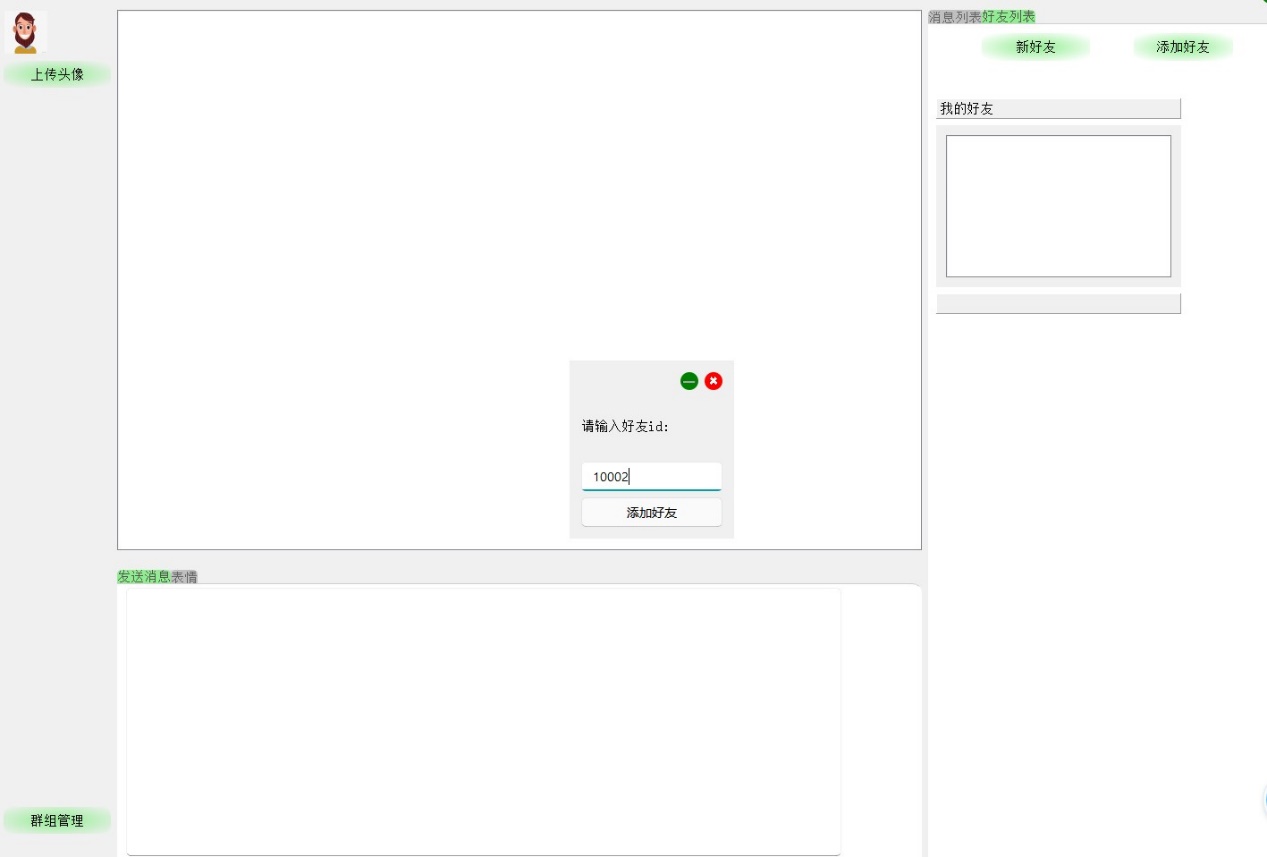 上传头像
群组管理
请输入好友id:
10002
添加好友
发送消息 表情
消息列表 好友列表
新好友 添加好友
我的好友